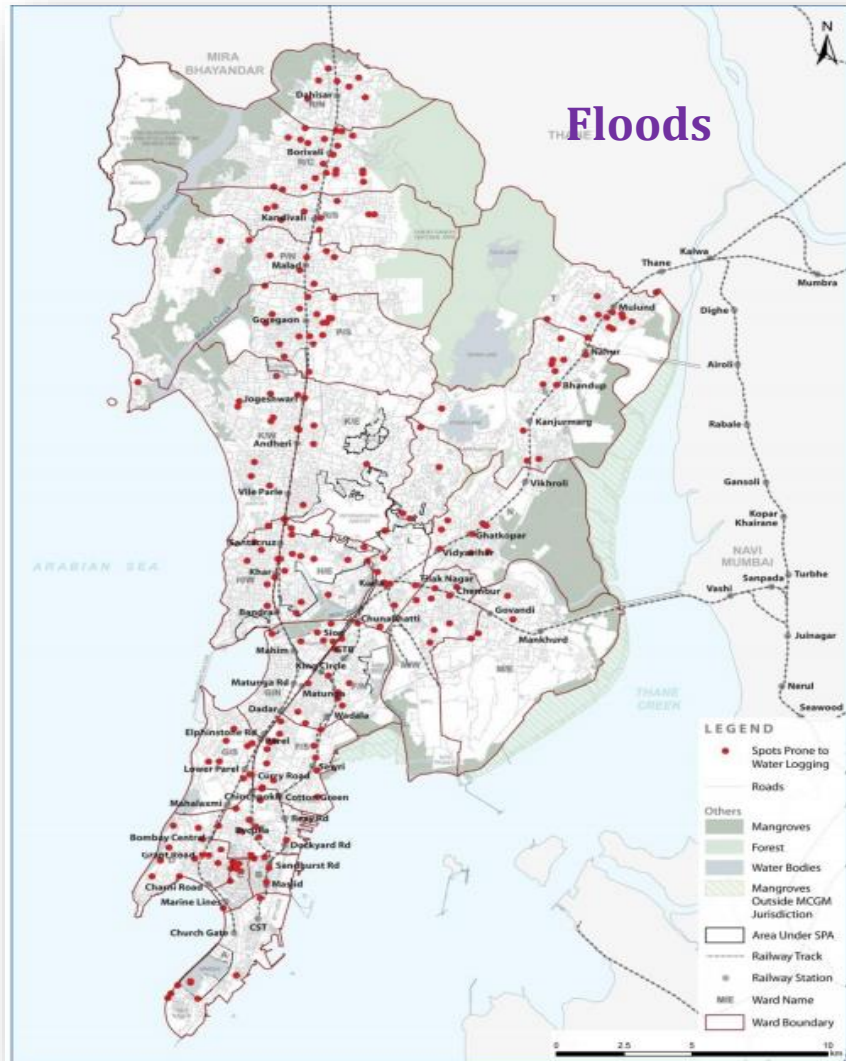 Floods
N
MIRA
BHAYANDAR
THANE
Dahisar
R/N
Borivali
R/C
Kandivali
R/S
P/N
Malad
Goregaon
P/S
Jogeshwari
K/W
K/E
Andheri
Vile Parle
Santacruz
Khar
H/W
H/E
Bandra
T
Mulund
Nahur
Bhandup
Kanjurmarg
Vikhroli
N
Ghatkopar
Vidyavihar
L
Kurla
Tilak Nagar
Chembur
Chunabhatti
Govandi
Mankhurd
M/W
M/E
Thane
Kalwa
Mumbra
Dighe
Airoli
Rabale
Gansoli
Kopar
Khairane
NAVI
MUMBAI
Turbhe
Sanpada
Vashi
Juinagar
Nerul
Seawood
ARABIAN SEA
THANE
CREEK
Malad Creek
Sion
GTB
Mahim
King Circle
Matunga Rd
G/N
Matunga
F/N
Dadar
Wadala
Elphinstone Rd
Parel
G/S
F/S
Lower Parel
Sewri
Curry Road
Chinchpokli
Cotton Green
Mahalaxmi
Reay Rd
Byculla
Bombay Central
Dockyard Rd
Grant Road
Sandhurst Rd
B
Charni Road
Masjid
Marine Lines
CST
Church Gate
A
LEGEND
Spots Prone to
Water Logging
Roads
Others
Mangroves
Forest
Water Bodies
Mangroves
Outside MCGM
Jurisdiction
Area Under SPA
Railway Track
Railway Station
M/E Ward Name
Ward Boundary
0 2.5 5 10
km